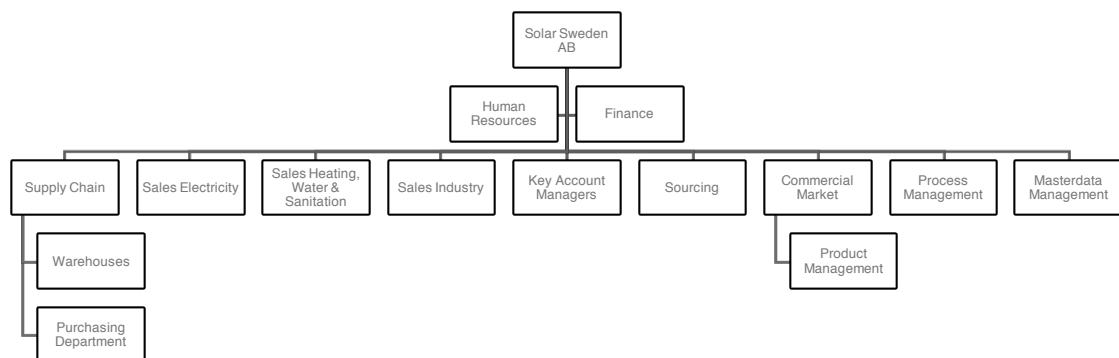 Solar Sweden
AB
Human
Resources
Finance
Supply Chain
Sales Electricity
Sales Heating,
Water &
Sanitation
Sales Industry
Key Account
Managers
Sourcing
Commercial
Market
Process
Management
Masterdata
Management
Warehouses
Product
Management
Purchasing
Department